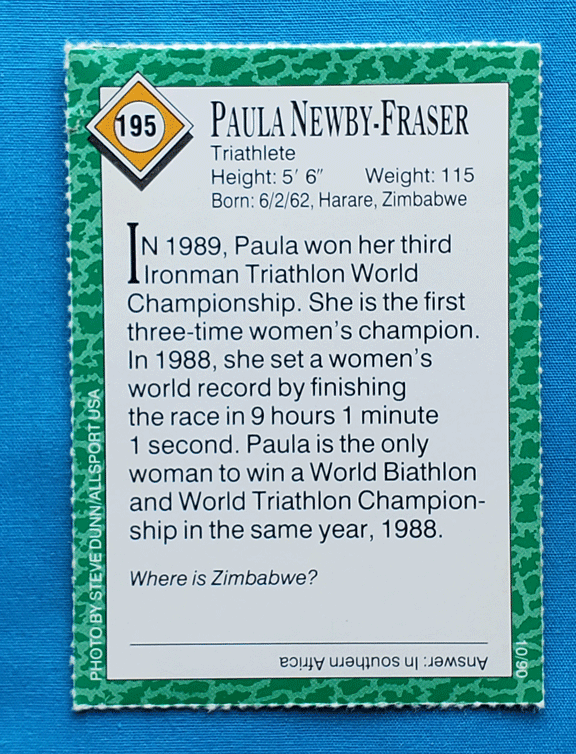 195
PAULA NEWBY-FRASER
Triathlete
Height: 5' 6" Weight: 115
Born: 6/2/62, Harare, Zimbabwe
IN 1989, Paula won her third
Ironman Triathlon World
Championship. She is the first
three-time women's champion.
In 1988, she set a women's
world record by finishing
the race in 9 hours 1 minute
1 second. Paula is the only
woman to win a World Biathlon
and World Triathlon Champion-
ship in the same year, 1988.
Where is Zimbabwe?
Answer: In southern Africa
PHOTO BY STEVE DUNN/ALLSPORT USA
10/90